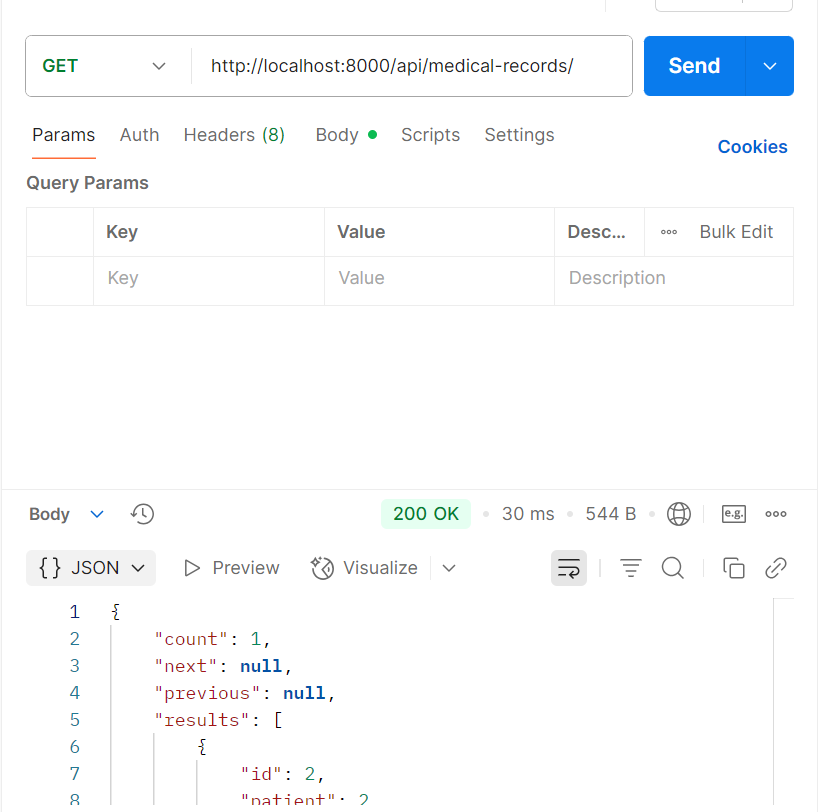 GET http://localhost:8000/api/medical-records/ Send
Params Auth Headers (8) Body Scripts Settings Cookies
Query Params
Key Value Desc... Bulk Edit
Key Value Description
Body 200 OK 30 ms 544 B e.g.
{} JSON Preview Visualize
1 {
2 "count": 1,
3 "next": null,
4 "previous": null,
5 "results": [
6 {
7 "id": 2,
8 "patient": 2